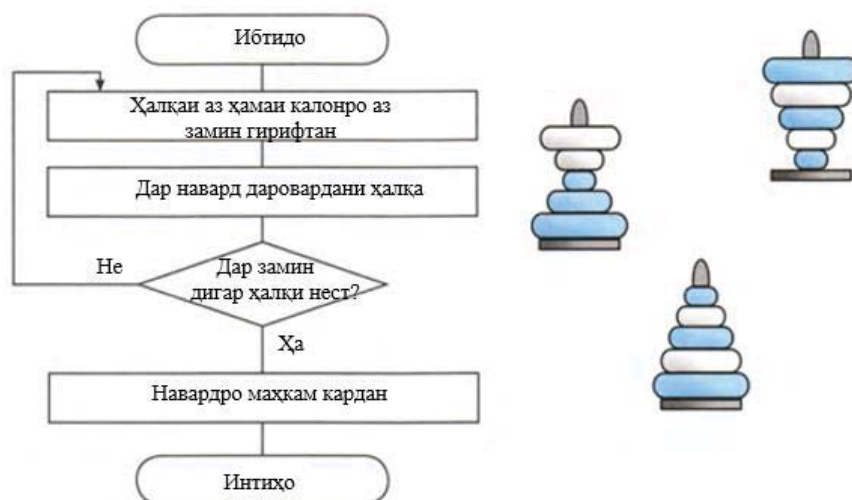 Ибтидо
Ҳалқаи аз ҳамаи калонро аз
замин гирифтан
Дар навард даровардани ҳалқа
Не
Дар замин
дигар ҳалқи нест?
Ҳа
Навардро маҳкам кардан
Интиҳо